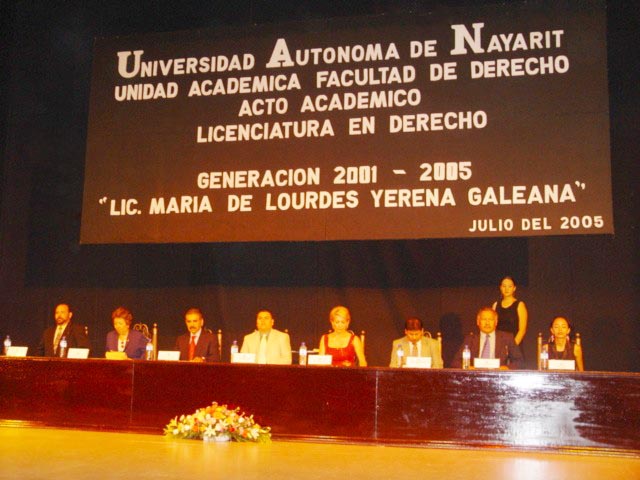 UNIVERSIDAD AUTONOMA DE NAYARIT
UNIDAD ACADEMICA FACULTAD DE DERECHO
ACTO ACADEMICO
LICENCIATURA EN DERECHO
GENERACION 2001 - 2005
"LIC. MARIA DE LOURDES YERENA GALEANA"
JULIO DEL 2005